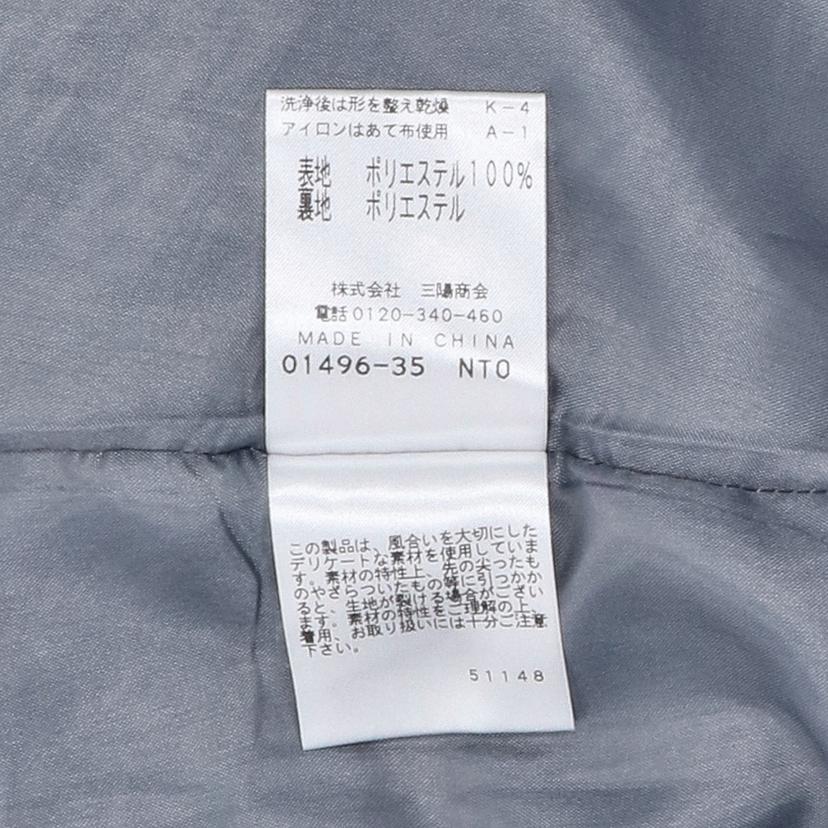 洗浄後は形を整え乾燥 K-4
アイロンはあて布使用 A-1
表地 ポリエステル100%
裏地 ポリエステル
株式会社 三陽商会
電話0120-340-460
MADE IN CHINA
01496-35 NTO
この製品は、風合いを大切にした
デリケートな素材を使用していま
す。素材の特性上、先の尖ったも
のやざらついたもの等に引っかか
ると、生地が裂ける場合がござい
ます。素材の特性をご理解の上、
着用、お取り扱いには十分ご注意
下さい。
51148